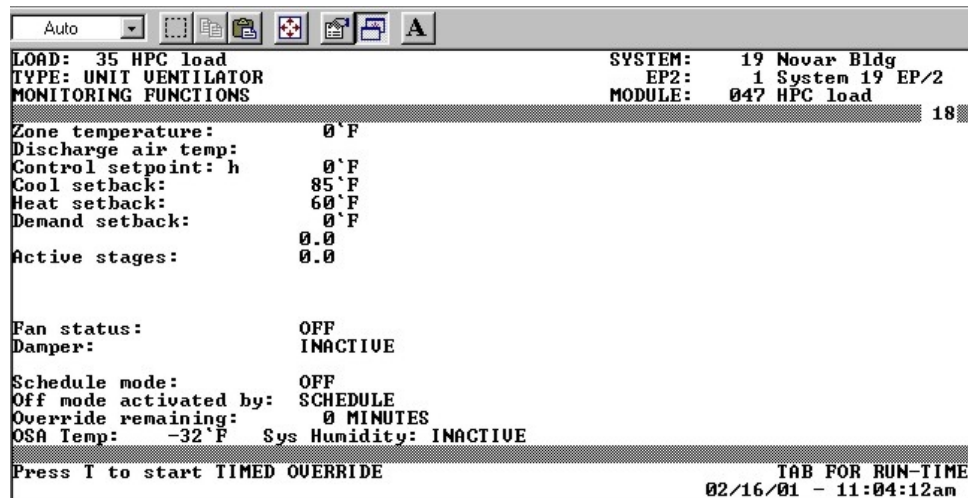 Auto
A
LOAD: 35 HPC load SYSTEM: 19 Novar Bldg
TYPE: UNIT VENTILATOR EP2: 1 System 19 EP/2
MONITORING FUNCTIONS MODULE: 047 HPC load
18
Zone temperature: 0`F
Discharge air temp:
Control setpoint: h 0`F
Cool setback: 85`F
Heat setback: 60`F
Demand setback: 0`F
0.0
Active stages: 0.0
Fan status: OFF
Damper: INACTIVE
Schedule mode: OFF
Off mode activated by: SCHEDULE
Override remaining: 0 MINUTES
OSA Temp: -32`F Sys Humidity: INACTIVE
Press T to start TIMED OVERRIDE TAB FOR RUN-TIME
02/16/01 - 11:04:12am